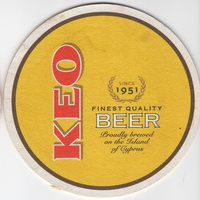 KEO
SINCE
1951
FINEST QUALITY
BEER
Proudly brewed
on the Island
of Cyprus